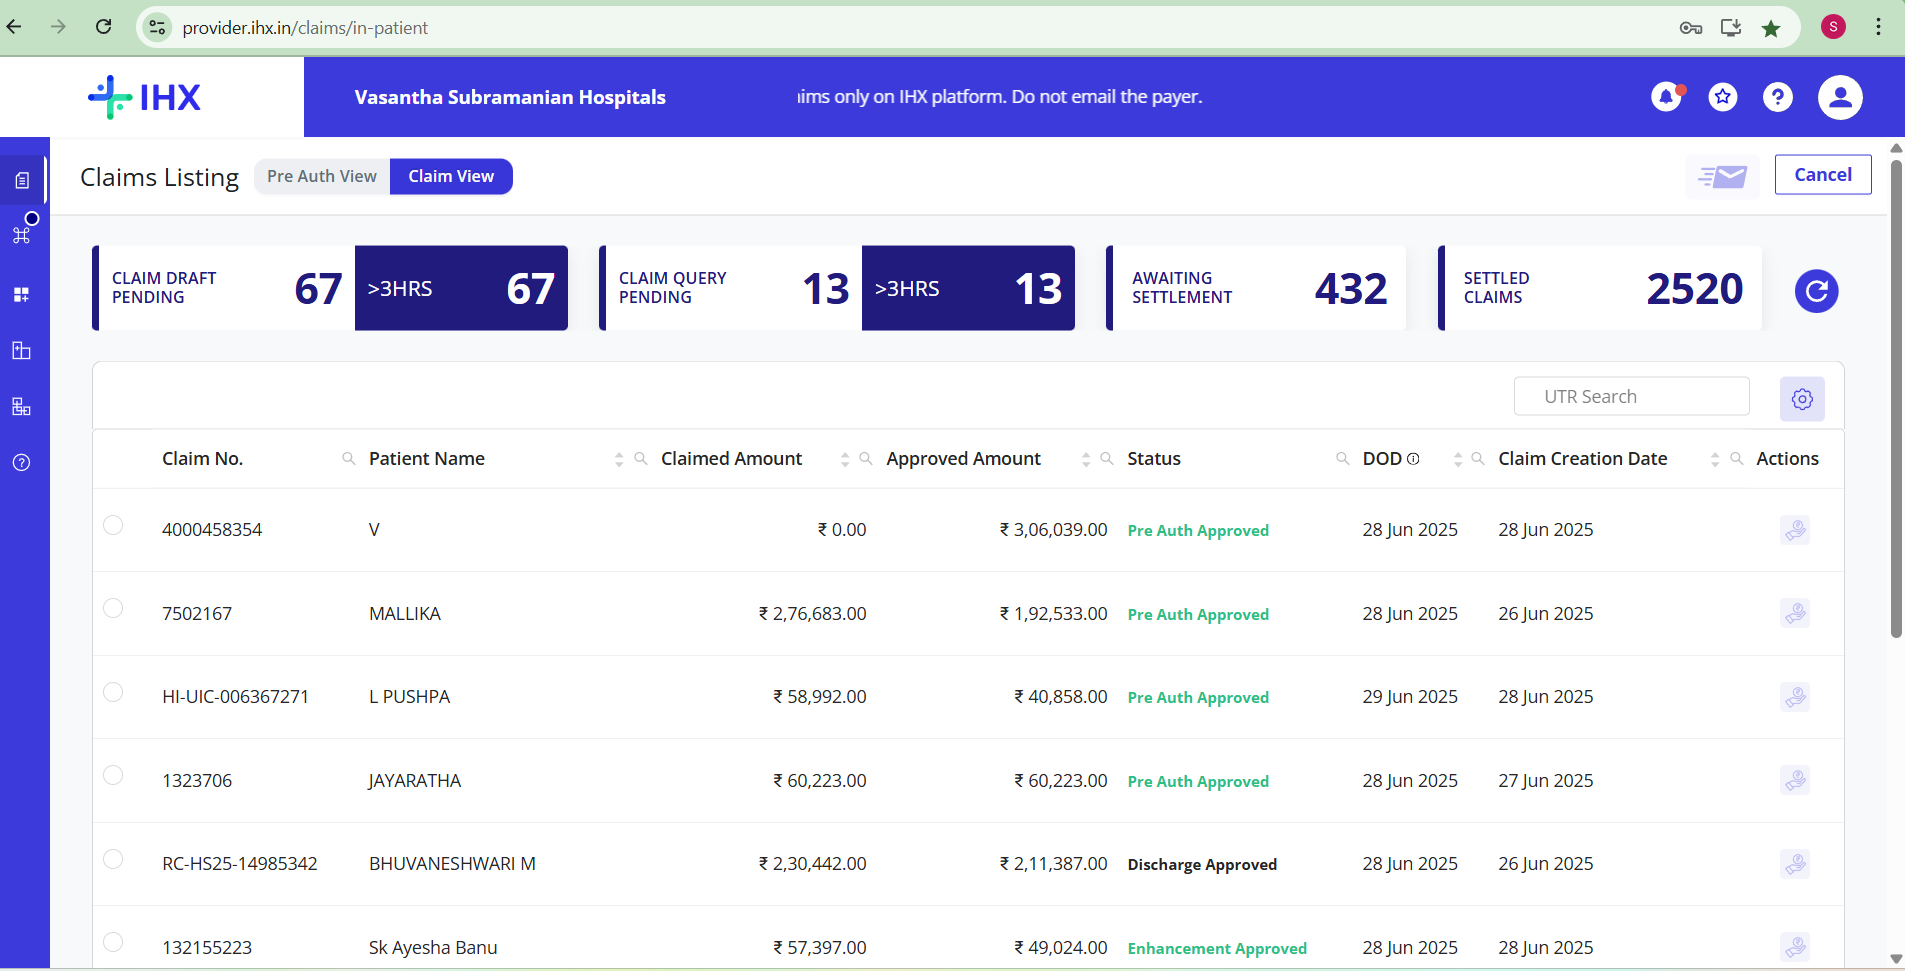 provider.ihx.in/claims/in-patient
S
IHX
Vasantha Subramanian Hospitals
only on IHX platform. Do not email the payer.
Claims Listing
Pre Auth View
Claim View
Cancel
CLAIM DRAFT
PENDING
67
>3HRS
67
CLAIM QUERY
PENDING
13
>3HRS
13
AWAITING
SETTLEMENT
432
SETTLED
CLAIMS
2520
UTR Search
Claim No. Patient Name Claimed Amount Approved Amount Status DOD Claim Creation Date Actions
4000458354 V ₹ 0.00 ₹ 3,06,039.00 Pre Auth Approved 28 Jun 2025 28 Jun 2025
7502167 MALLIKA ₹ 2,76,683.00 ₹ 1,92,533.00 Pre Auth Approved 28 Jun 2025 26 Jun 2025
HI-UIC-006367271 L PUSHPA ₹ 58,992.00 ₹ 40,858.00 Pre Auth Approved 29 Jun 2025 28 Jun 2025
1323706 JAYARATHA ₹ 60,223.00 ₹ 60,223.00 Pre Auth Approved 28 Jun 2025 27 Jun 2025
RC-HS25-14985342 BHUVANESHWARI M ₹ 2,30,442.00 ₹ 2,11,387.00 Discharge Approved 28 Jun 2025 26 Jun 2025
132155223 Sk Ayesha Banu ₹ 57,397.00 ₹ 49,024.00 Enhancement Approved 28 Jun 2025 28 Jun 2025